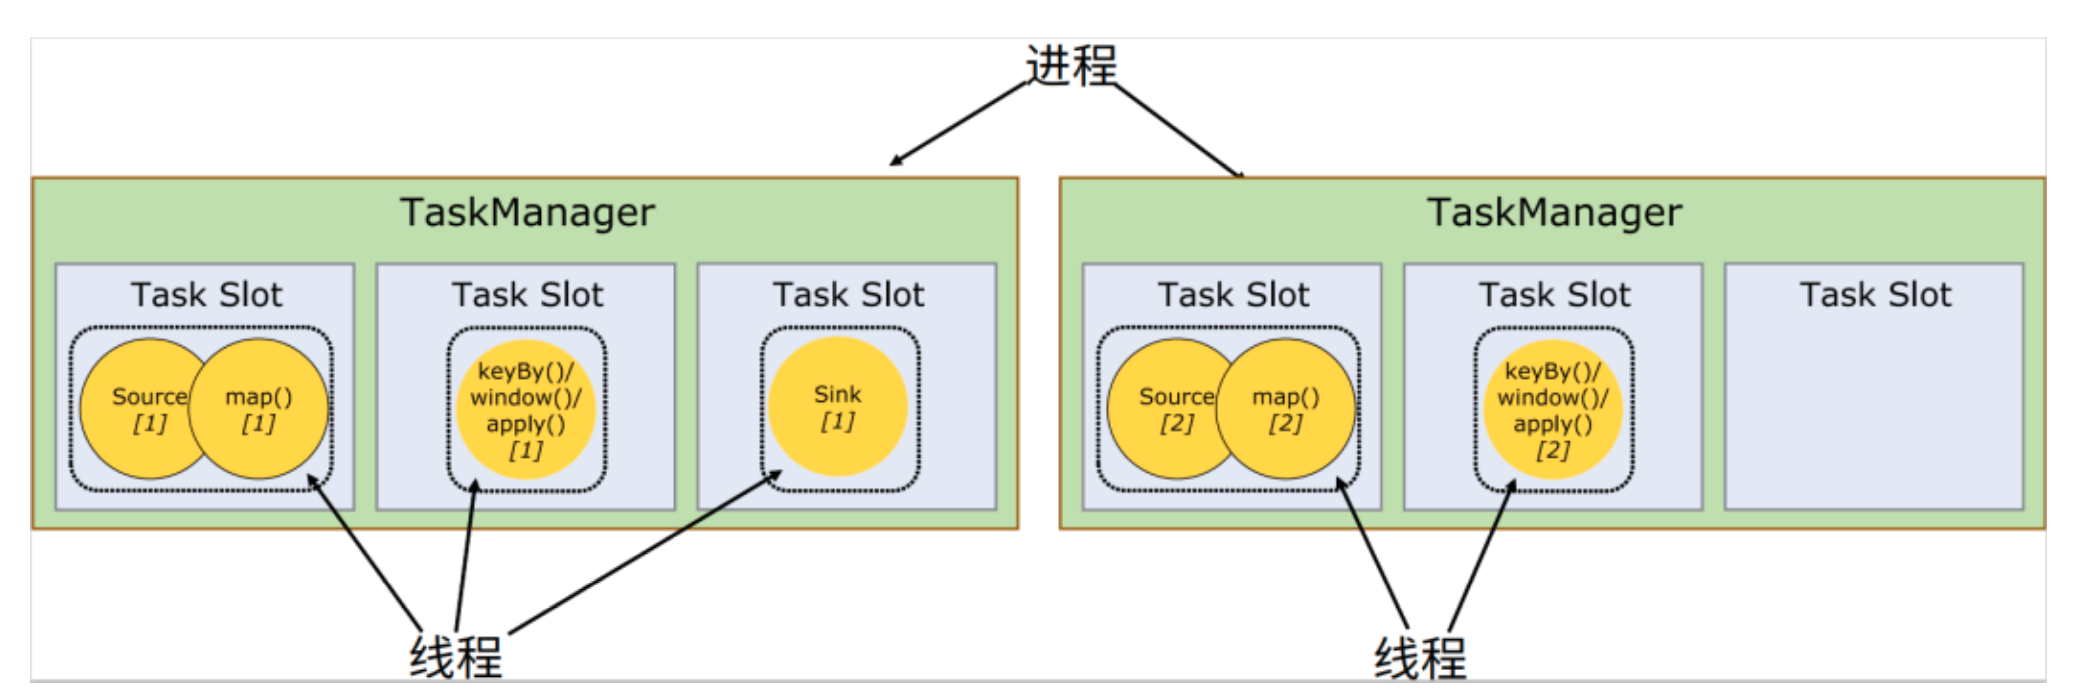 进程
TaskManager
Task Slot
Source
[1]
map()
[1]
Task Slot
keyBy()/
window()/
apply()
[1]
Task Slot
Sink
[1]
线程
TaskManager
Task Slot
Source
[2]
map()
[2]
Task Slot
keyBy()/
window()/
apply()
[2]
Task Slot
线程